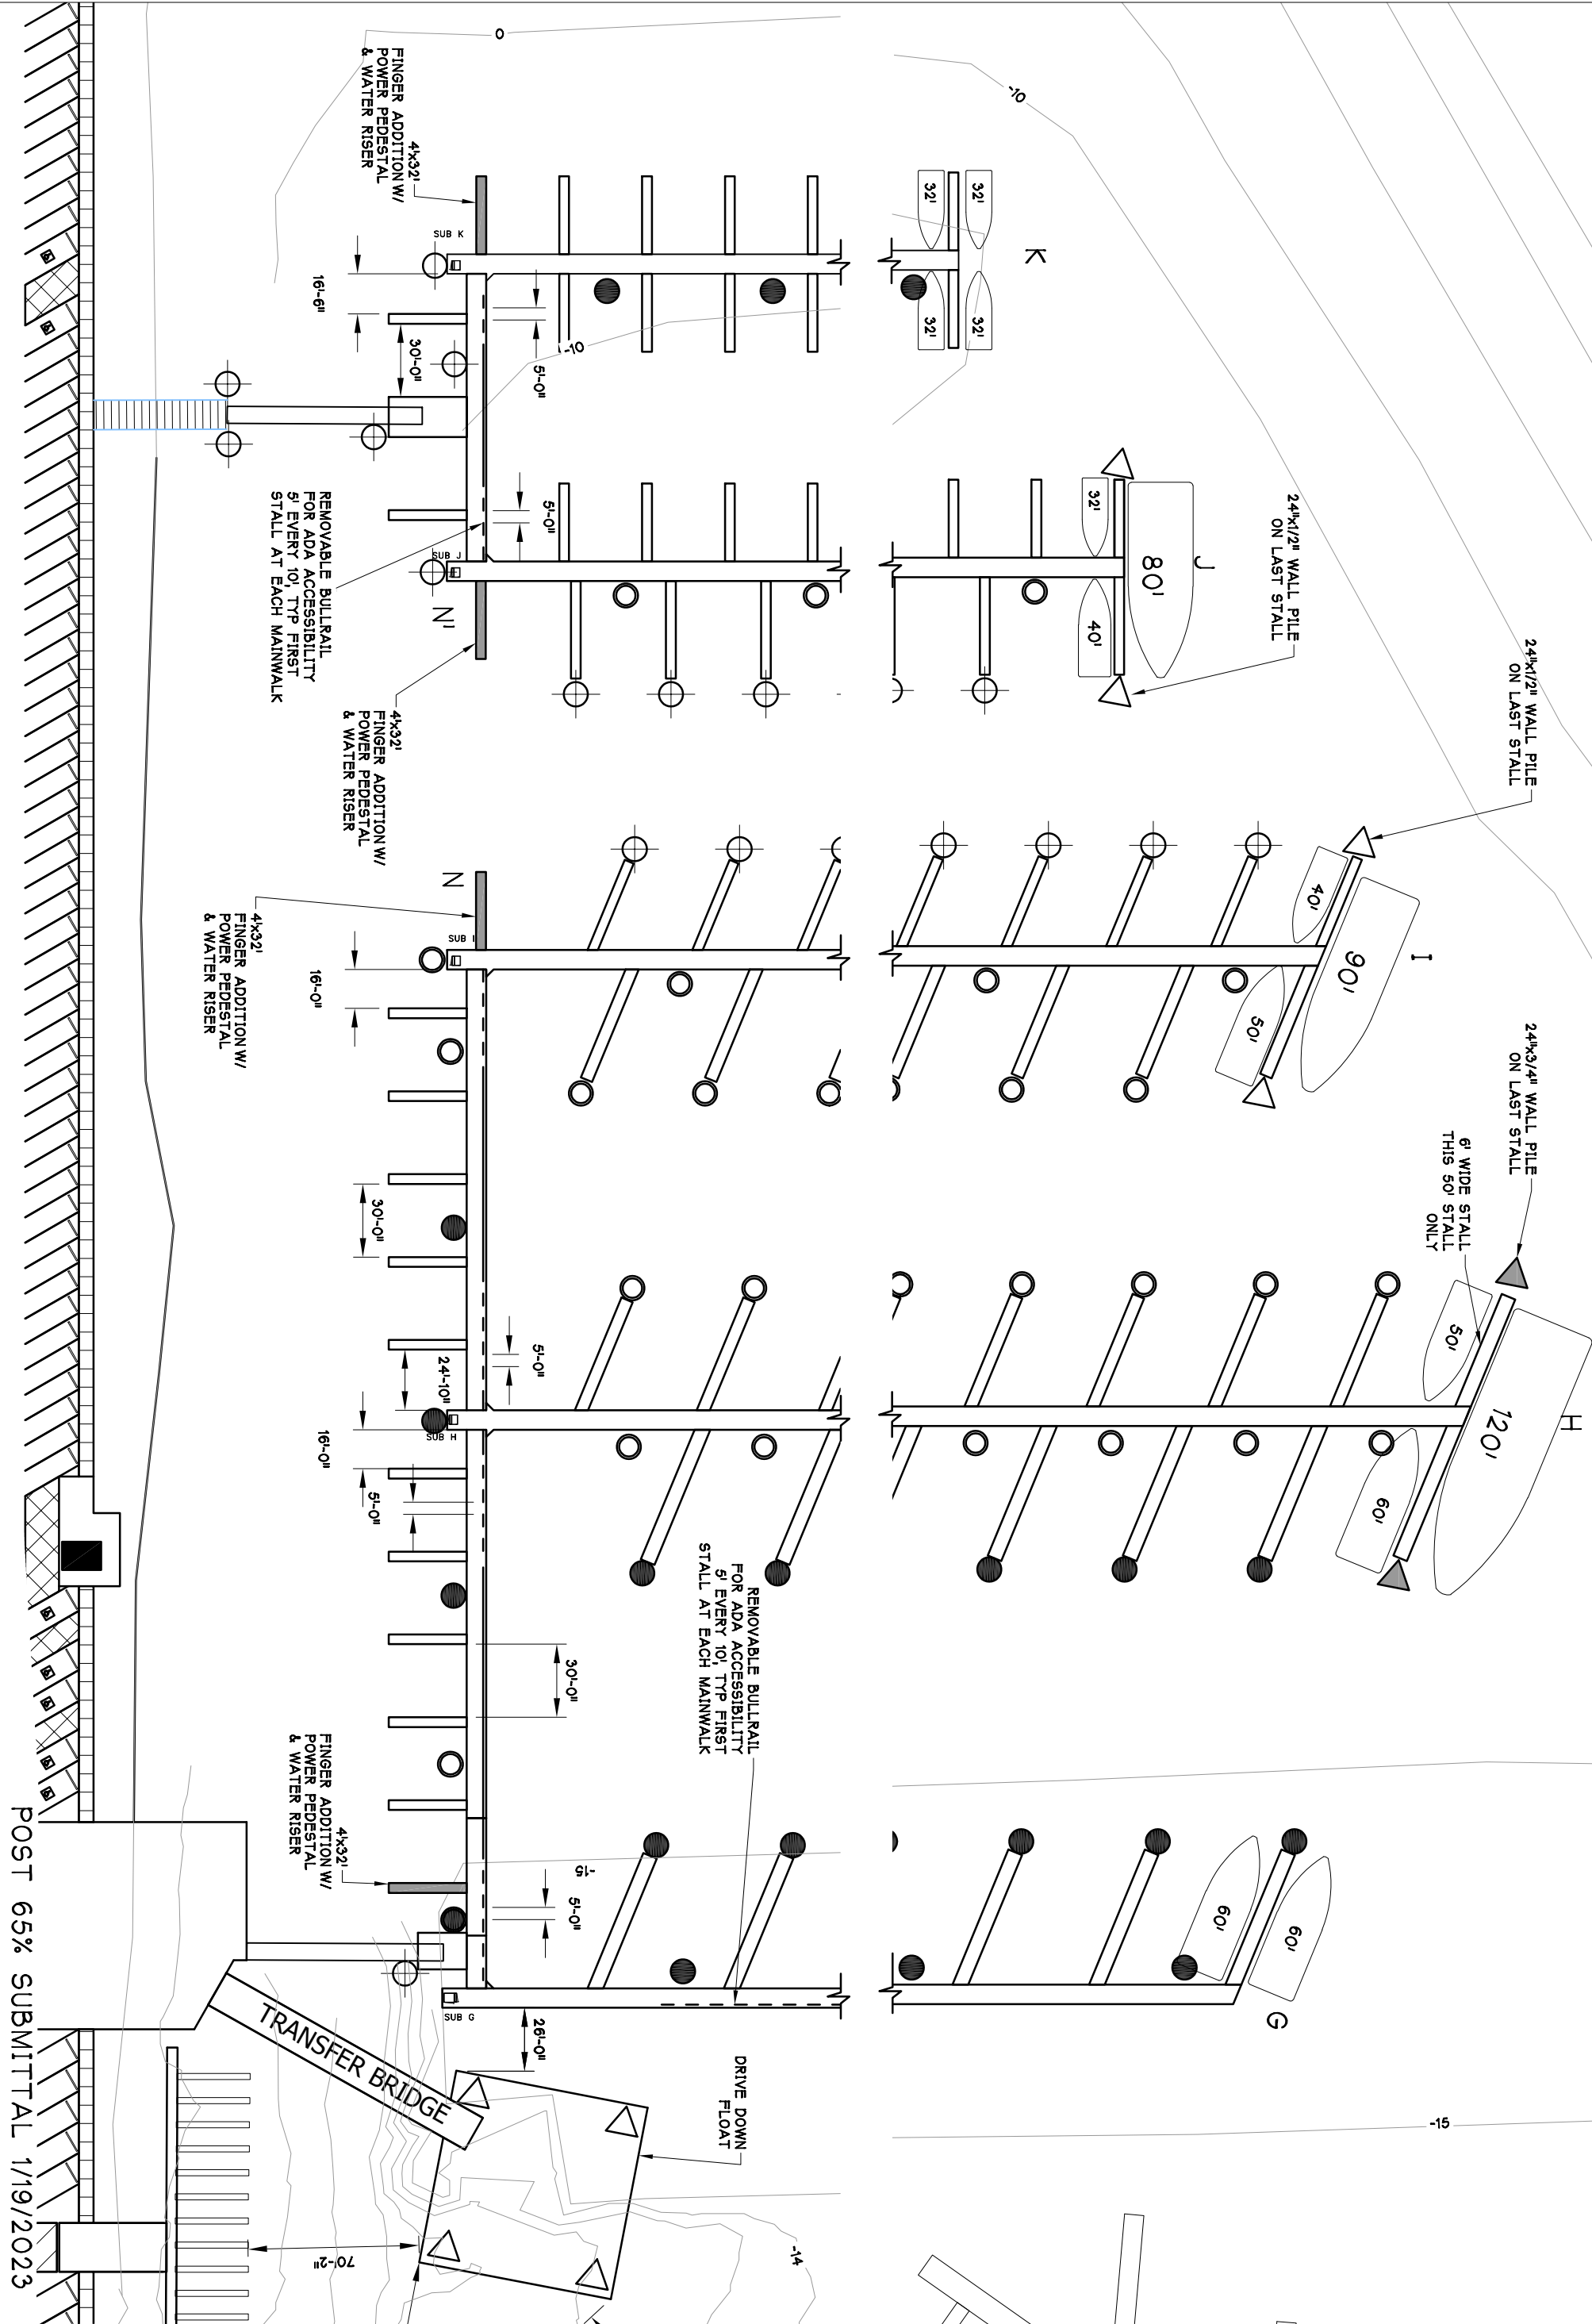 0
-10
4'x32'
FINGER ADDITION W/
POWER PEDESTAL
& WATER RISER
SUB K
16'-6"
30'-0"
5'-0"
-10
32'
32'
32'
32'
K
REMOVABLE BULLRAIL
FOR ADA ACCESSIBILITY
5' EVERY 10', TYP FIRST
STALL AT EACH MAINWALK
5'-0"
SUB J
N'
4'x32'
FINGER ADDITION W/
POWER PEDESTAL
& WATER RISER
32'
80'
40'
J
24"x1/2" WALL PILE
ON LAST STALL
24"x1/2" WALL PILE
ON LAST STALL
N
4'x32'
FINGER ADDITION W/
POWER PEDESTAL
& WATER RISER
SUB I
16'-0"
40'
90'
50'
I
24"x3/4" WALL PILE
ON LAST STALL
6' WIDE STALL
THIS 50' STALL
ONLY
30'-0"
24'-10"
5'-0"
SUB H
16'-0"
5'-0"
50'
120'
60'
H
REMOVABLE BULLRAIL
FOR ADA ACCESSIBILITY
5' EVERY 10', TYP FIRST
STALL AT EACH MAINWALK
30'-0"
4'x32'
FINGER ADDITION W/
POWER PEDESTAL
& WATER RISER
-15
5'-0"
60'
60'
G
SUB G
26'-0"
TRANSFER BRIDGE
DRIVE DOWN
FLOAT
-15
-14
70'-2"
POST 65% SUBMITTAL 1/19/2023